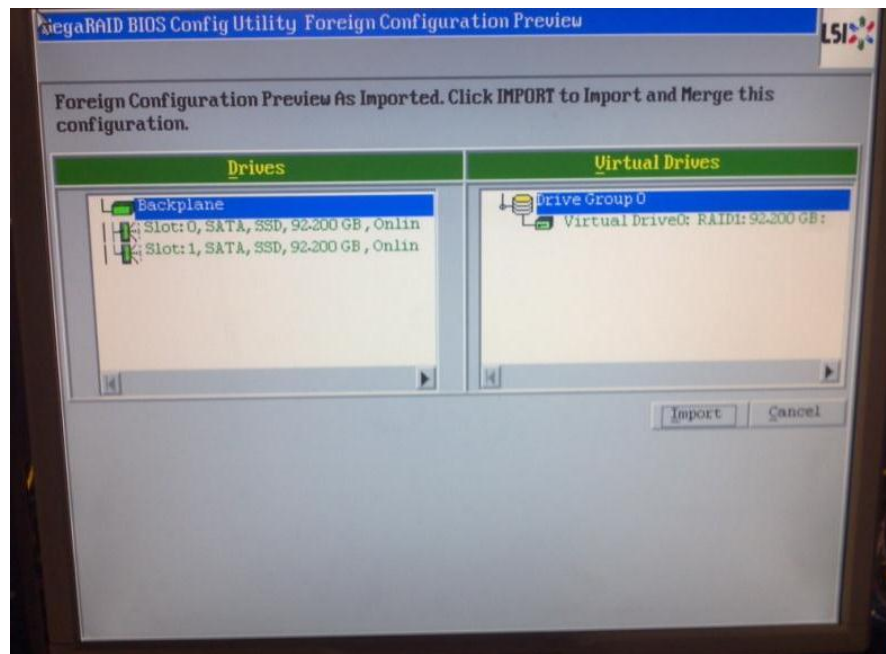 MegaRAID BIOS Config Utility Foreign Configuration Preview
LSI
Foreign Configuration Preview As Imported. Click IMPORT to Import and Merge this
configuration.
Drives
Virtual Drives
Backplane
Slot: 0, SATA, SSD, 92.200 GB, Onlin
Slot: 1, SATA, SSD, 92.200 GB, Onlin
Drive Group 0
Virtual Drive0: RAID1: 92.200 GB:
Import
Cancel